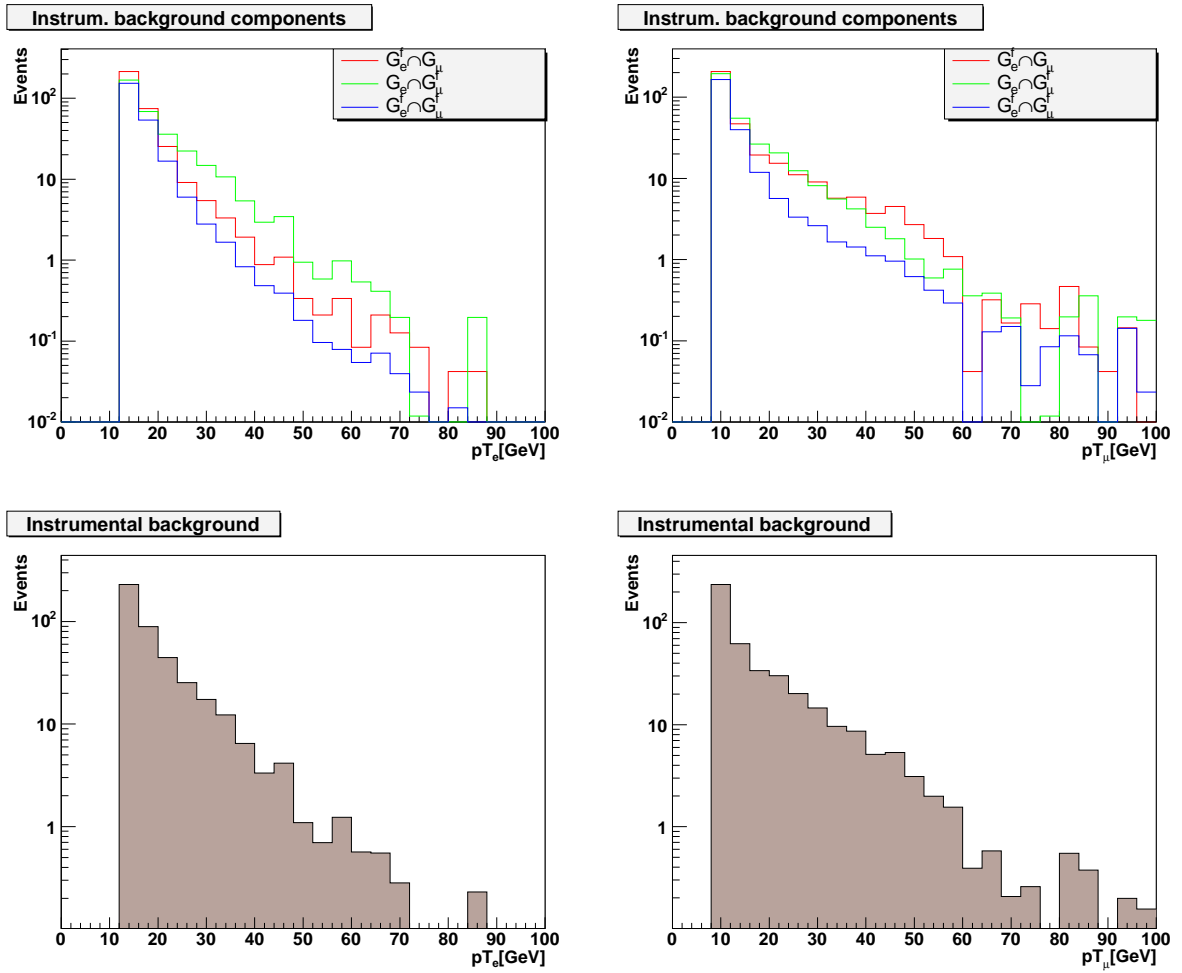 Instrum. background components
Events
10²
10
1
10⁻¹
10⁻²
0 10 20 30 40 50 60 70 80 90 100
pT_e[GeV]
G_e^f∩G_μ
G_e∩G_μ^f
G_e^f∩G_μ^f
Instrum. background components
Events
10²
10
1
10⁻¹
10⁻²
0 10 20 30 40 50 60 70 80 90 100
pT_μ[GeV]
G_e^f∩G_μ
G_e∩G_μ^f
G_e^f∩G_μ^f
Instrumental background
Events
10²
10
1
0 10 20 30 40 50 60 70 80 90 100
pT_e[GeV]
Instrumental background
Events
10²
10
1
0 10 20 30 40 50 60 70 80 90 100
pT_μ[GeV]